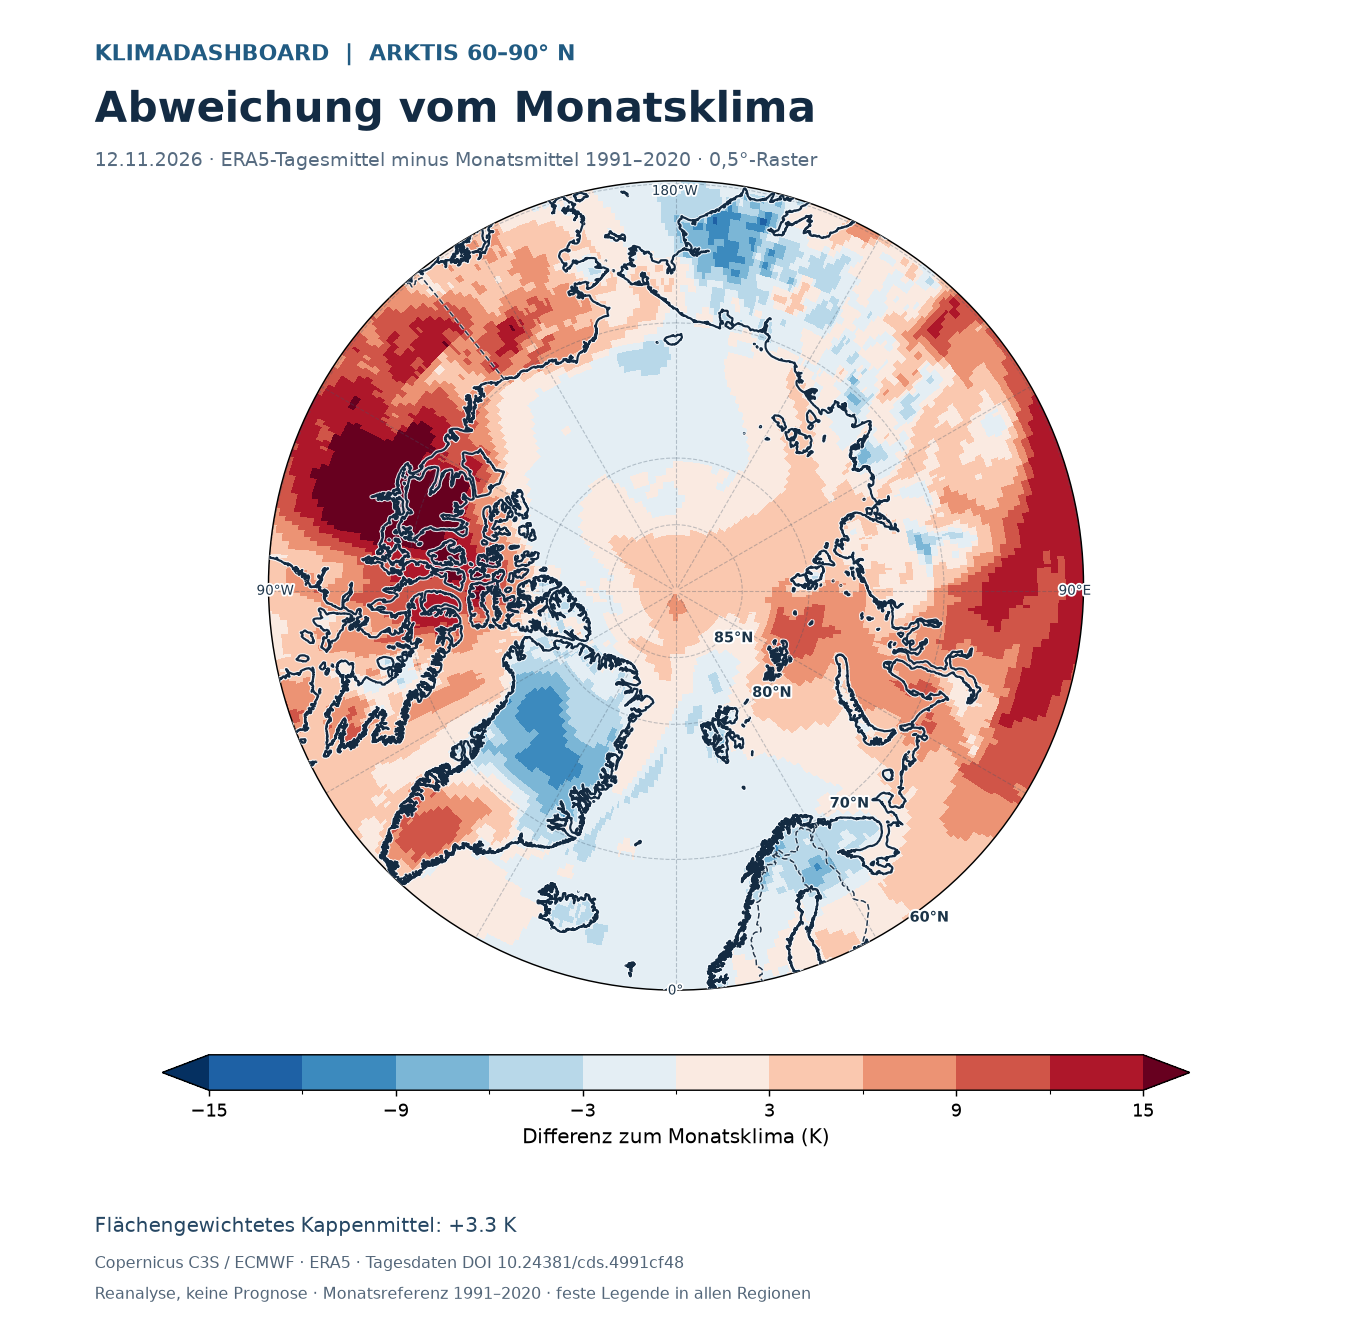 KLIMADASHBOARD | ARKTIS 60–90° N
Abweichung vom Monatsklima
12.11.2026 · ERA5-Tagesmittel minus Monatsmittel 1991–2020 · 0,5°-Raster
180°W
90°W
90°E
85°N
80°N
70°N
60°N
0°
−15
−9
−3
3
9
15
Differenz zum Monatsklima (K)
Flächengewichtetes Kappenmittel: +3.3 K
Copernicus C3S / ECMWF · ERA5 · Tagesdaten DOI 10.24381/cds.4991cf48
Reanalyse, keine Prognose · Monatsreferenz 1991–2020 · feste Legende in allen Regionen